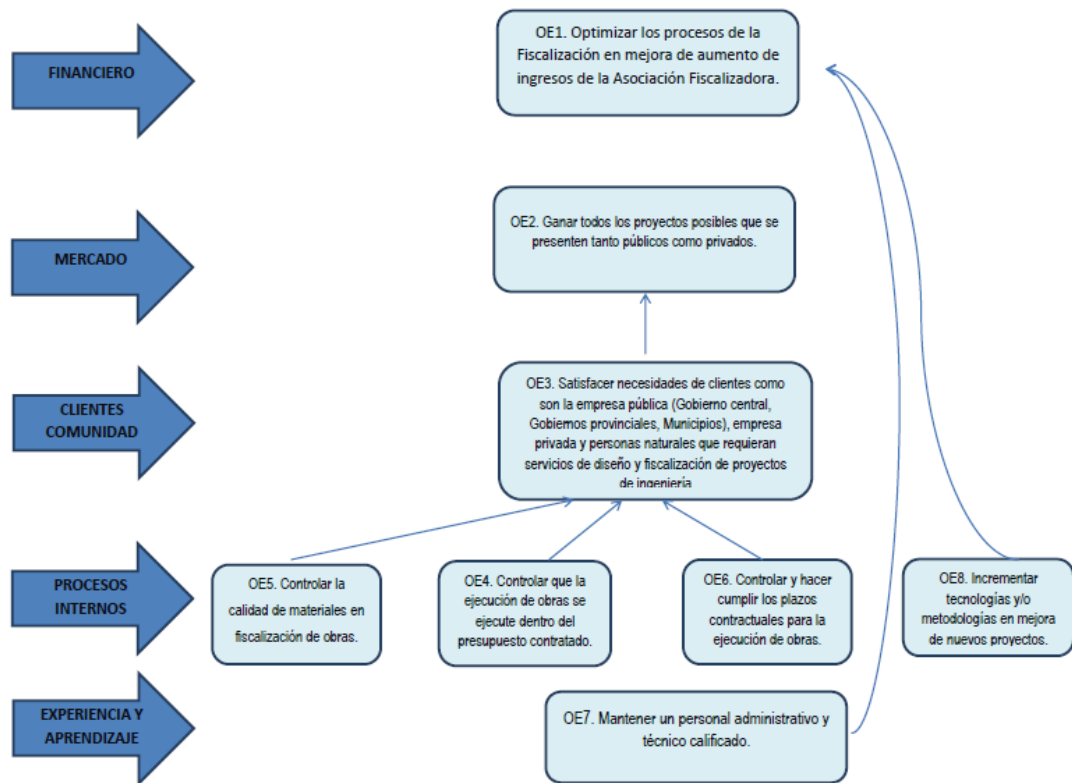 FINANCIERO
OE1. Optimizar los procesos de la
Fiscalización en mejora de aumento de
ingresos de la Asociación Fiscalizadora.
MERCADO
OE2. Ganar todos los proyectos posibles que se
presenten tanto públicos como privados.
CLIENTES
COMUNIDAD
OE3. Satisfacer necesidades de clientes como
son la empresa pública (Gobierno central,
Gobiernos provinciales, Municipios), empresa
privada y personas naturales que requieran
servicios de diseño y fiscalización de proyectos
de ingeniería
PROCESOS
INTERNOS
OE5. Controlar la
calidad de materiales en
fiscalización de obras.
OE4. Controlar que la
ejecución de obras se
ejecute dentro del
presupuesto contratado.
OE6. Controlar y hacer
cumplir los plazos
contractuales para la
ejecución de obras.
OE8. Incrementar
tecnologías y/o
metodologías en mejora
de nuevos proyectos.
EXPERIENCIA Y
APRENDIZAJE
OE7. Mantener un personal administrativo y
técnico calificado.